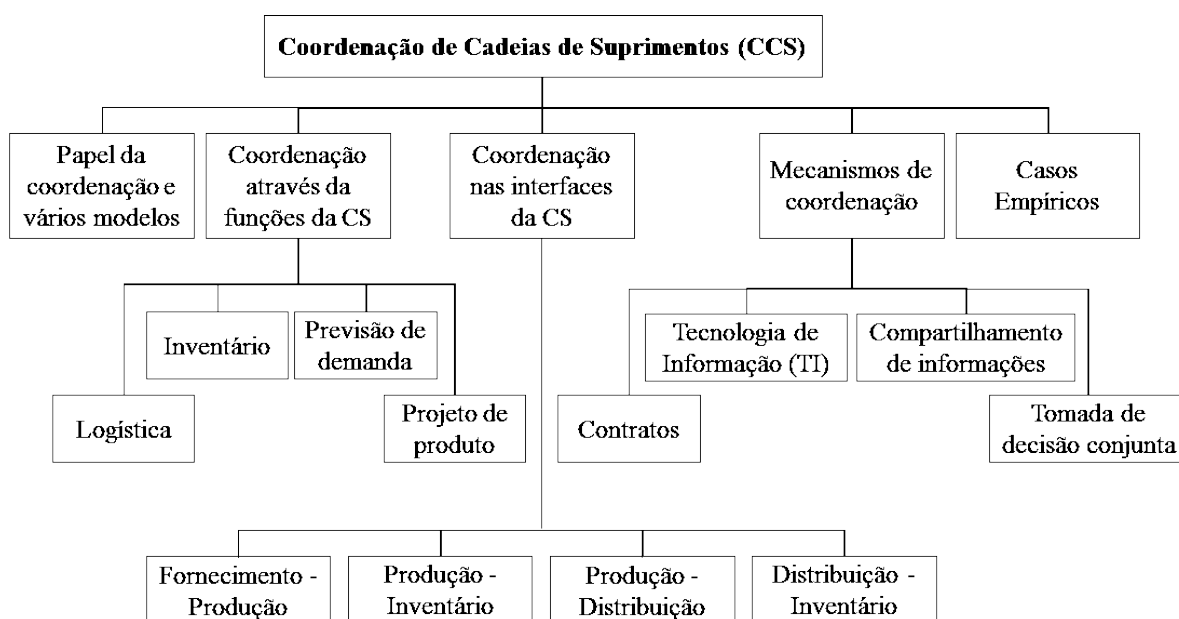 Coordenação de Cadeias de Suprimentos (CCS)
Papel da
coordenação e
vários modelos
Coordenação
através da
funções da CS
Coordenação
nas interfaces
da CS
Mecanismos de
coordenação
Casos
Empíricos
Logística
Inventário
Previsão de
demanda
Projeto de
produto
Contratos
Tecnologia de
Informação (TI)
Compartilhamento
de informações
Tomada de
decisão conjunta
Fornecimento -
Produção
Produção -
Inventário
Produção -
Distribuição
Distribuição -
Inventário